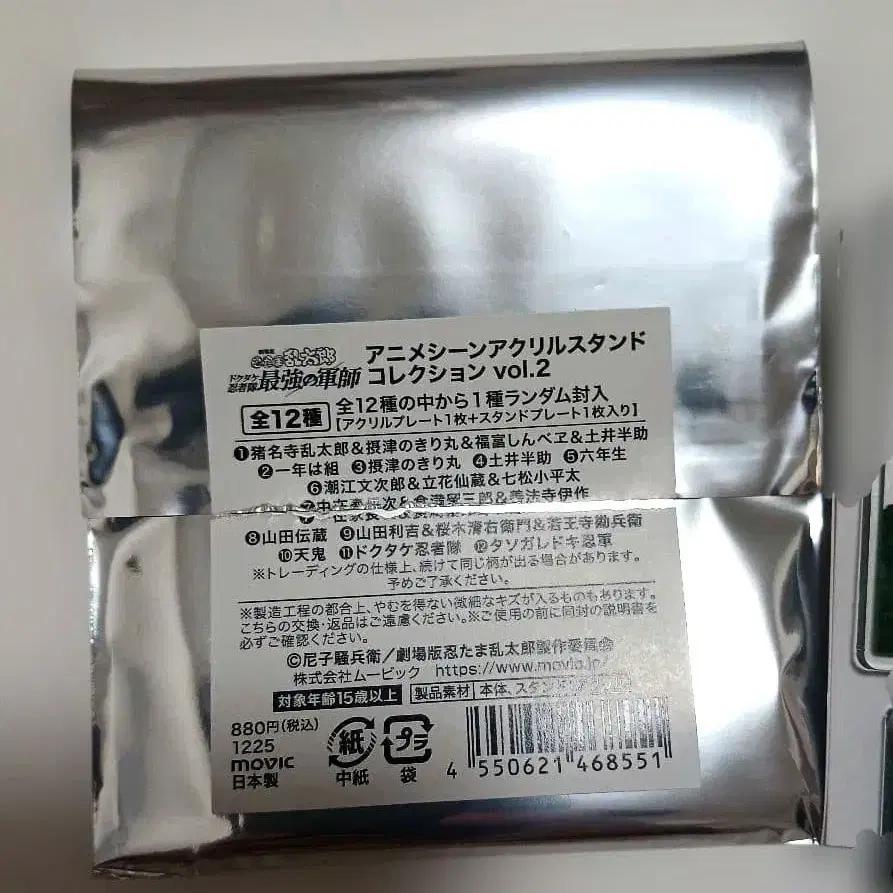 劇場版
忍たま乱太郎
ドクタケ忍者隊最強の軍師
アニメシーンアクリルスタンド
コレクション vol.2
全12種
全12種の中から1種ランダム封入
【アクリルプレート1枚+スタンドプレート1枚入り】
❶猪名寺乱太郎&摂津のきり丸&福富しんベヱ&土井半助
❷一年は組 ❸摂津のきり丸 ❹土井半助 ❺六年生
❻潮江文次郎&立花仙蔵&七松小平太
❽山田伝蔵 ❾山田利吉&桜木清右衛門&若王寺勘兵衛
❿天鬼 ⓫ドクタケ忍者隊 ⓬タソガレドキ忍軍
※トレーディングの仕様上、続けて同じ柄が出る場合があります。
予めご了承ください。
※製造工程の都合上、やむを得ない微細なキズが入るものもあります。
こちらの交換・返品はご遠慮ください。※ご使用の前に同封の説明書を
必ずご確認ください。
©尼子騒兵衛/劇場版忍たま乱太郎製作委員会
株式会社ムービック https://www.movic.jp/
対象年齢15歳以上 製品素材 本体、スタンド
880円(税込)
1225
movic
日本製
紙
中紙
プラ
袋
4 550621 468551